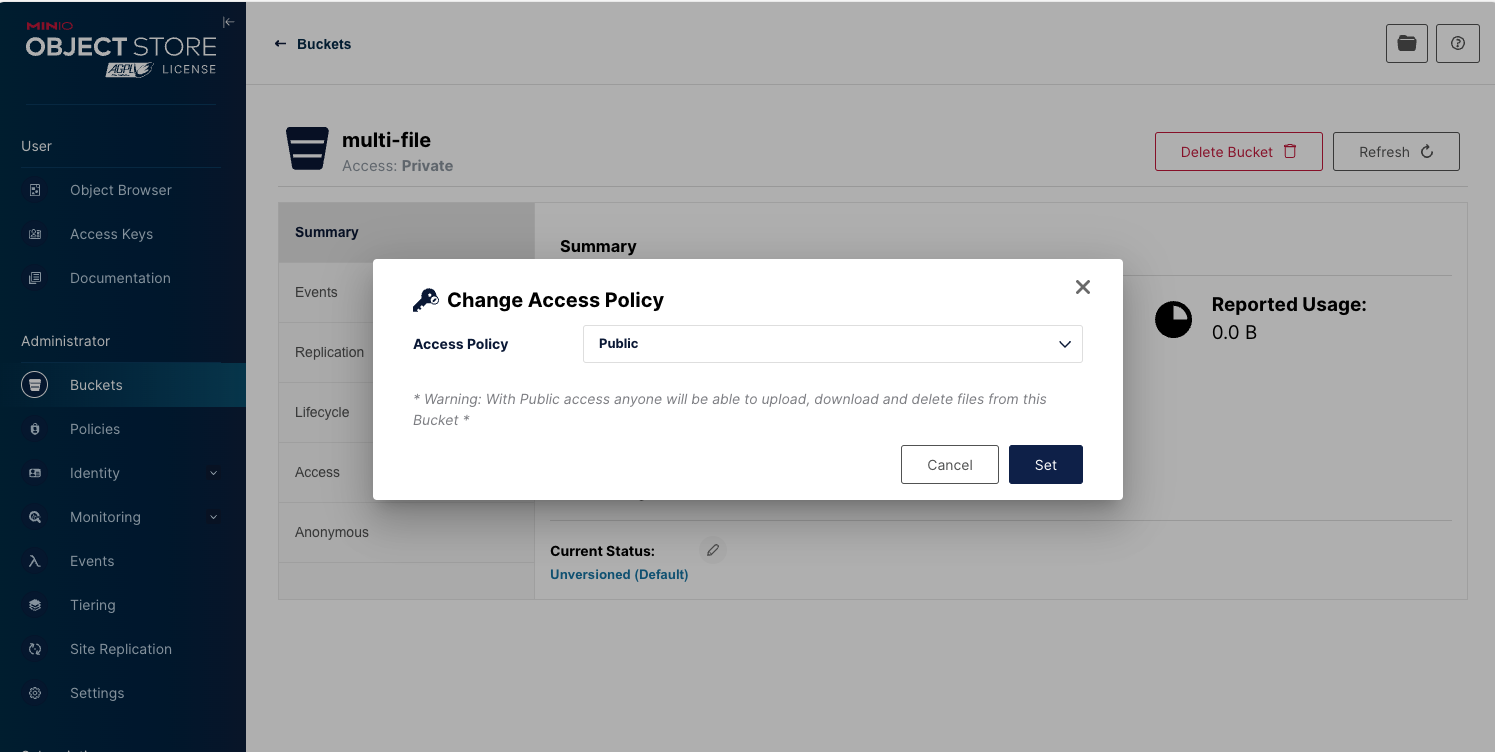 MINIO
OBJECT STORE
AGPL LICENSE
User
Object Browser
Access Keys
Documentation
Administrator
Buckets
Policies
Identity
Monitoring
Events
Tiering
Site Replication
Settings
Buckets
multi-file
Access: Private
Delete Bucket
Refresh
Summary
Events
Replication
Lifecycle
Access
Anonymous
Summary
Reported Usage:
0.0 B
Change Access Policy
Access Policy
Public
* Warning: With Public access anyone will be able to upload, download and delete files from this
Bucket *
Cancel
Set
Current Status:
Unversioned (Default)